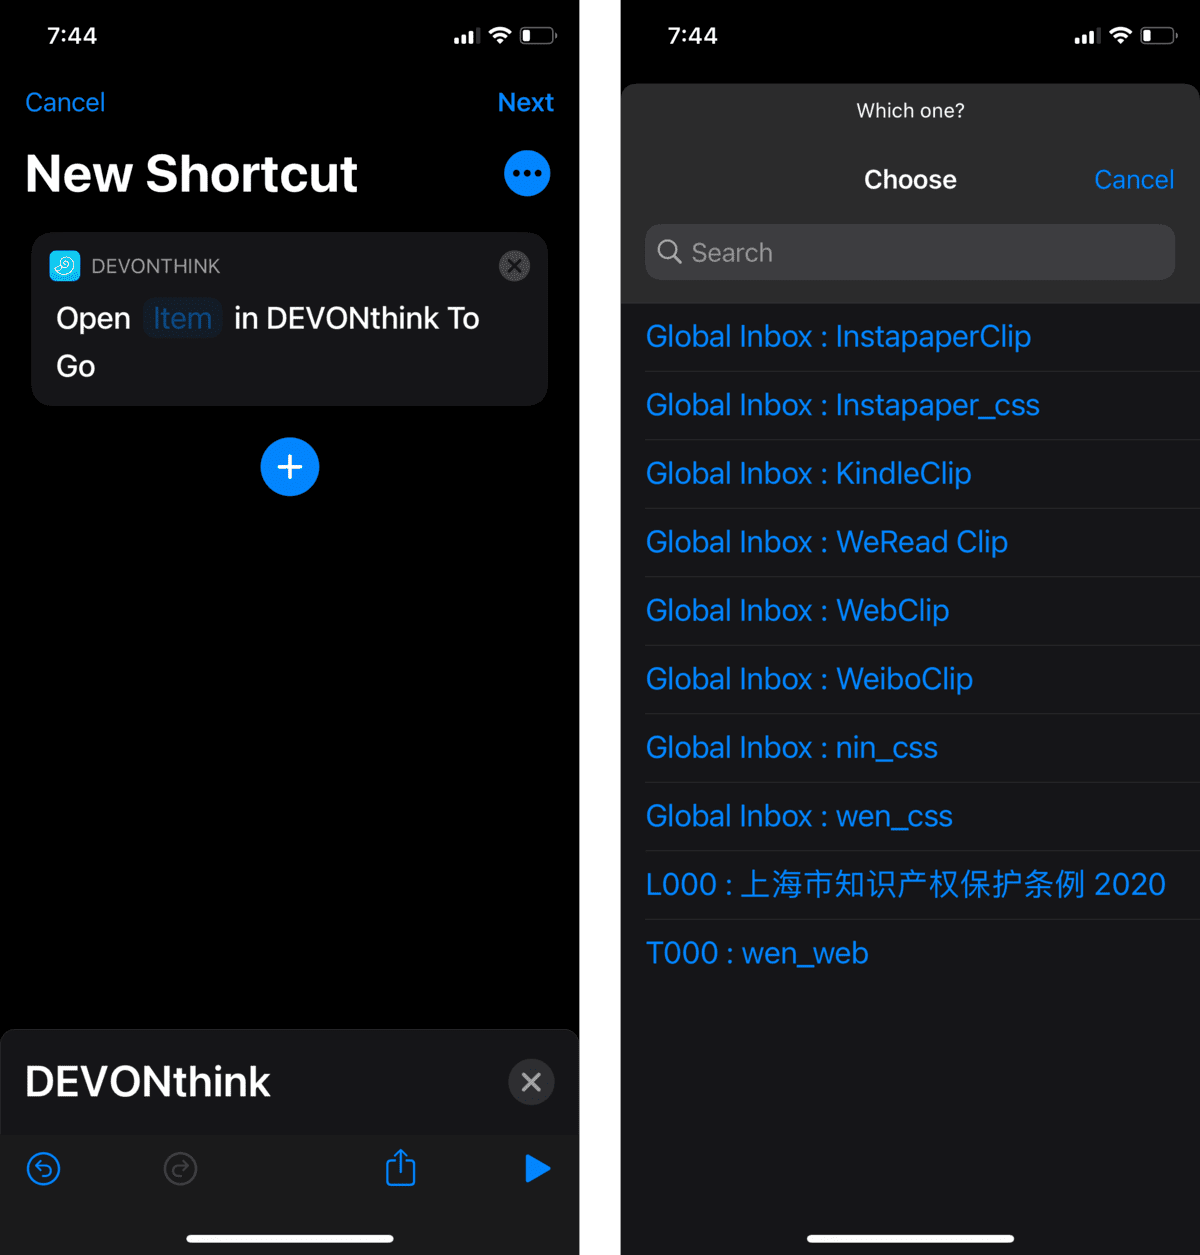 7:44
Cancel
Next
New Shortcut
DEVONTHINK
Open Item in DEVONthink To
Go
DEVONthink
7:44
Which one?
Choose
Cancel
Search
Global Inbox : InstapaperClip
Global Inbox : Instapaper_css
Global Inbox : KindleClip
Global Inbox : WeRead Clip
Global Inbox : WebClip
Global Inbox : WeiboClip
Global Inbox : nin_css
Global Inbox : wen_css
L000 : 上海市知识产权保护条例 2020
T000 : wen_web